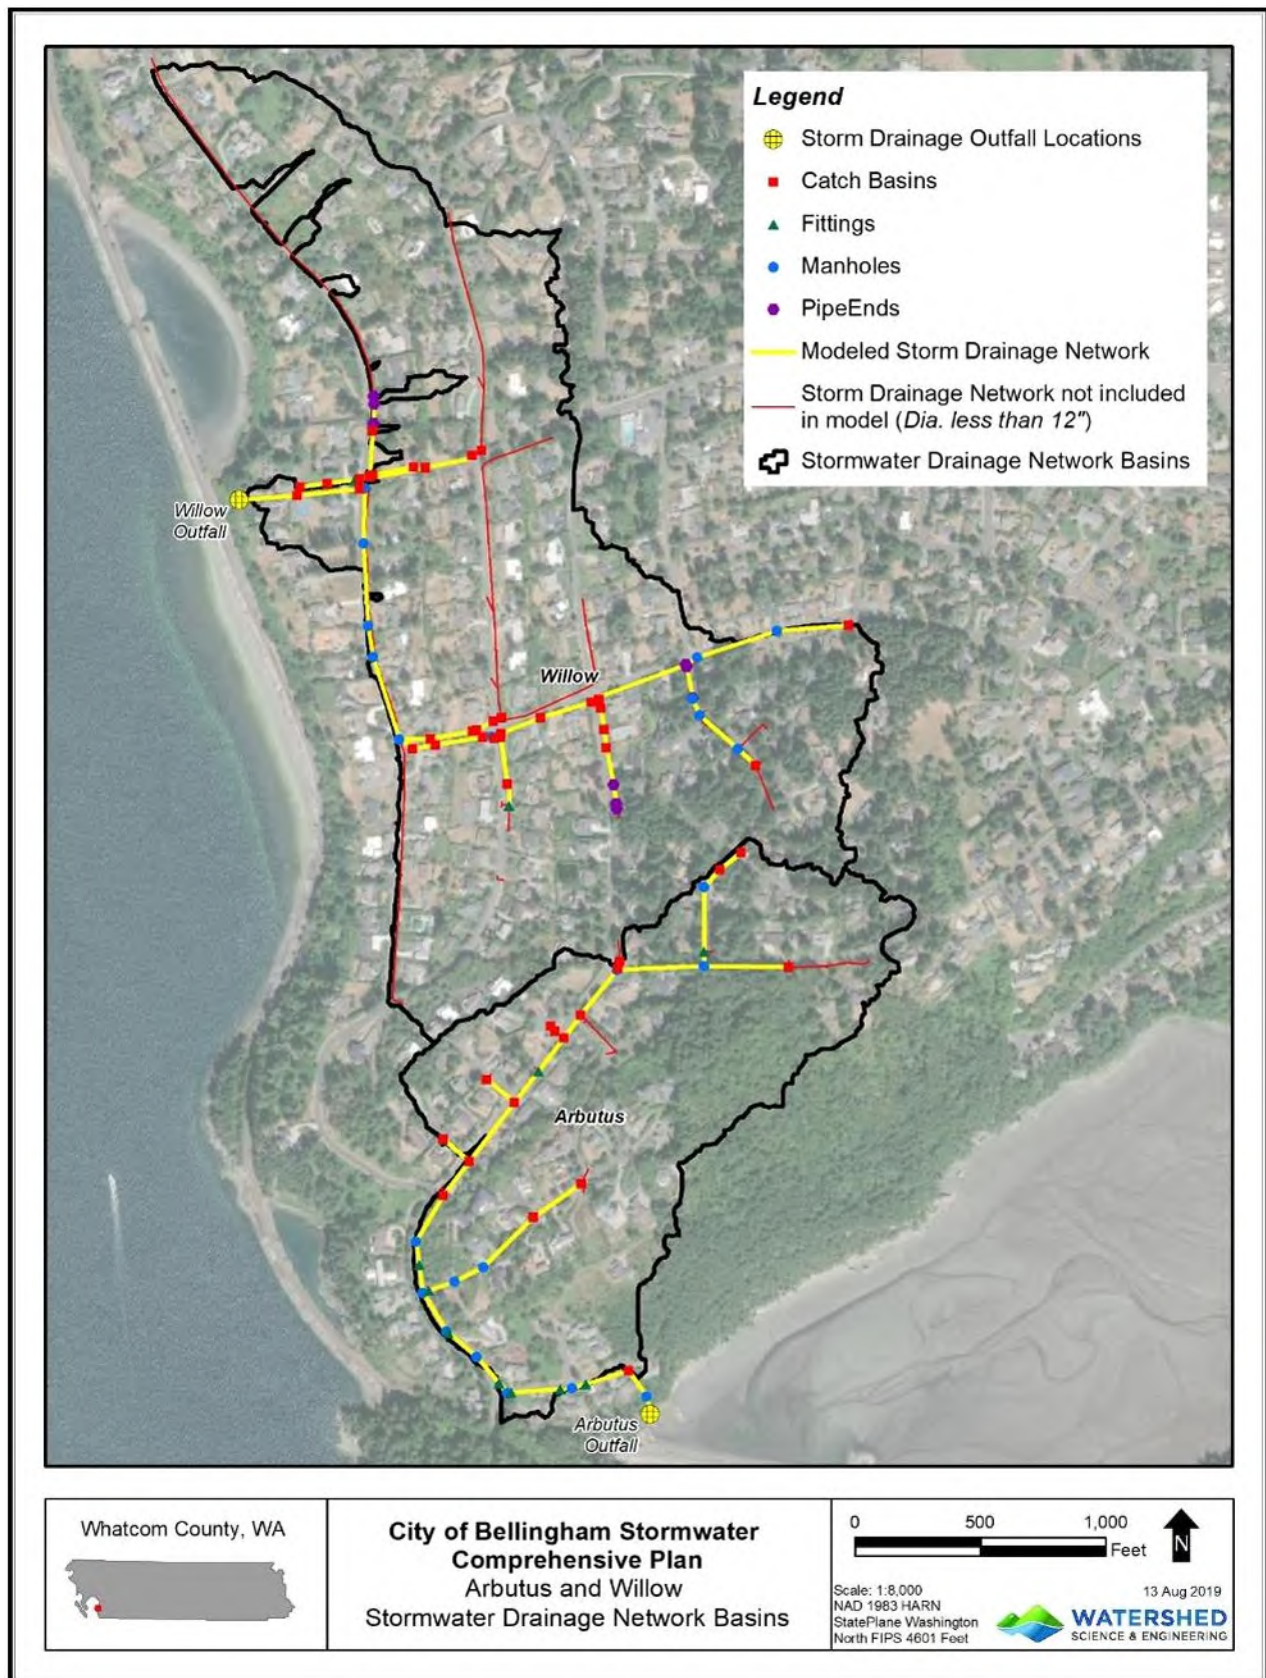 Legend
Storm Drainage Outfall Locations
Catch Basins
Fittings
Manholes
PipeEnds
Modeled Storm Drainage Network
Storm Drainage Network not included
in model (Dia. less than 12")
Stormwater Drainage Network Basins
Willow
Outfall
Willow
Arbutus
Arbutus
Outfall
Whatcom County, WA
City of Bellingham Stormwater
Comprehensive Plan
Arbutus and Willow
Stormwater Drainage Network Basins
0 500 1,000
Feet
N
Scale: 1:8,000
NAD 1983 HARN
StatePlane Washington
North FIPS 4601 Feet
13 Aug 2019
WATERSHED
SCIENCE & ENGINEERING